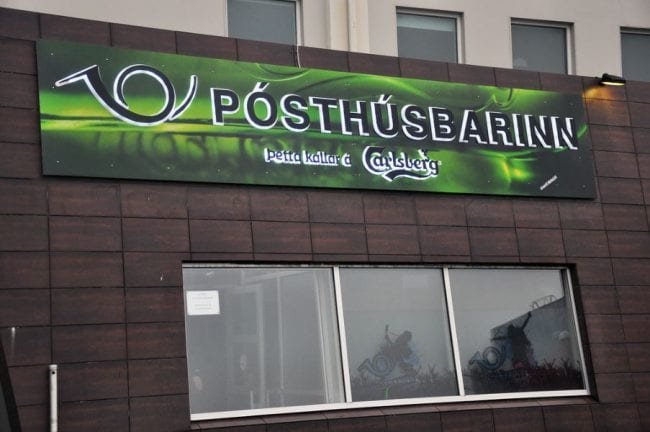 PÓSTHÚSBARINN
Þetta kallar á Carlsberg